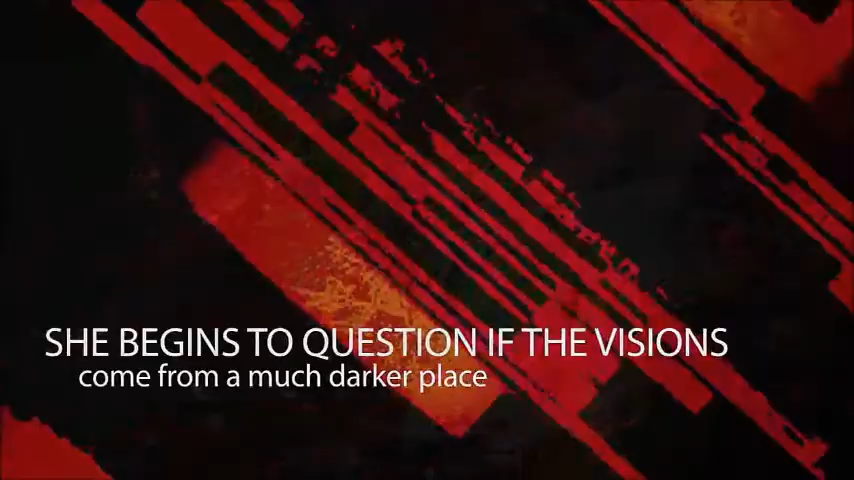 SHE BEGINS TO QUESTION IF THE VISIONS
come from a much darker place